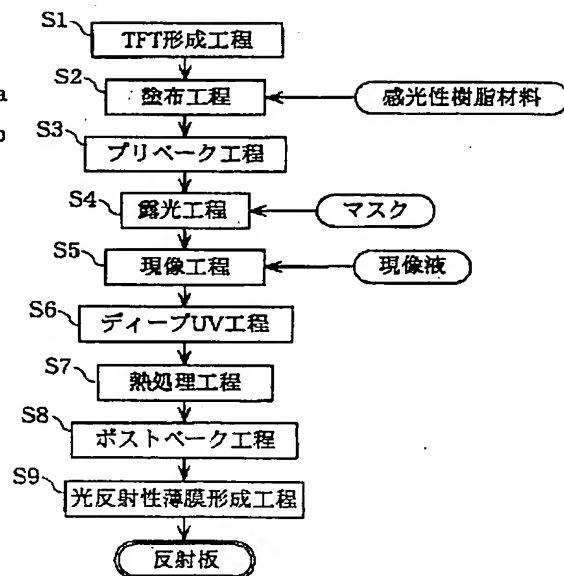 S1
TFT形成工程
S2
塗布工程
感光性樹脂材料
S3
プリベーク工程
S4
露光工程
マスク
S5
現像工程
現像液
S6
ディープUV工程
S7
熱処理工程
S8
ポストベーク工程
S9
光反射性薄膜形成工程
反射板